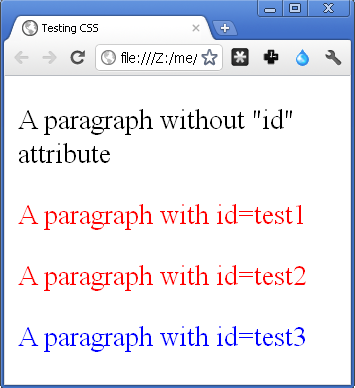 Testing CSS
file:///Z:/me/
A paragraph without "id"
attribute
A paragraph with id=test1
A paragraph with id=test2
A paragraph with id=test3